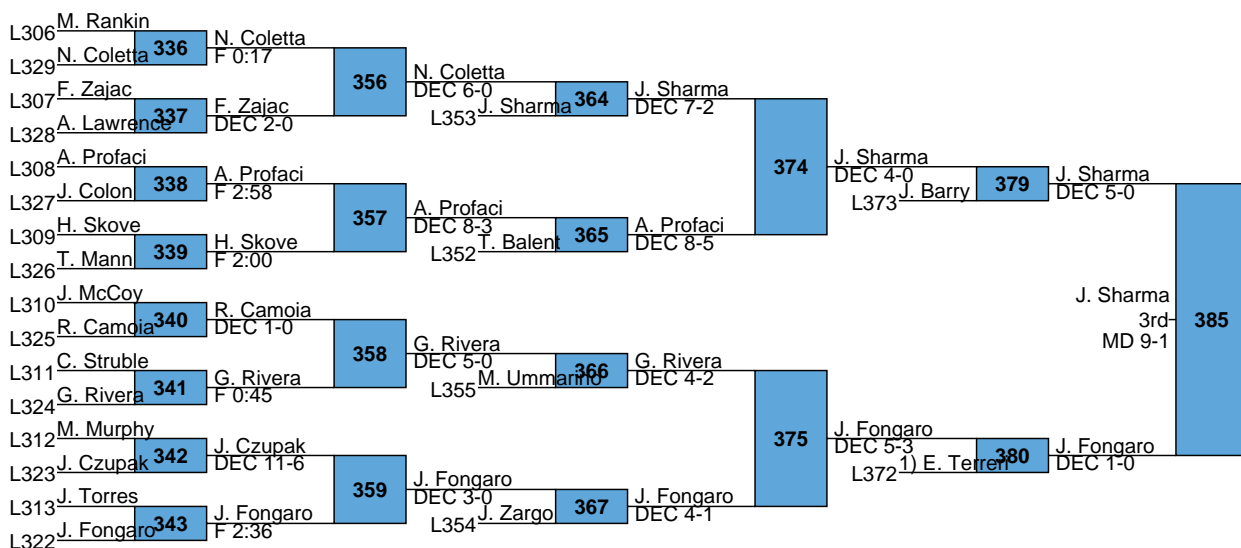 L306 M. Rankin
336
N. Coletta
F 0:17
L329 N. Coletta
356
N. Coletta
DEC 6-0
L307 F. Zajac
337
F. Zajac
DEC 2-0
L328 A. Lawrence
L353 J. Sharma
364
J. Sharma
DEC 7-2
L308 A. Profaci
338
A. Profaci
F 2:58
L327 J. Colon
357
A. Profaci
DEC 8-3
L309 H. Skove
339
H. Skove
F 2:00
L326 T. Mann
L352 T. Balent
365
A. Profaci
DEC 8-5
374
J. Sharma
DEC 4-0
L373 J. Barry
379
J. Sharma
DEC 5-0
L310 J. McCoy
340
R. Camoia
DEC 1-0
L325 R. Camoia
358
G. Rivera
DEC 5-0
L311 C. Struble
341
G. Rivera
F 0:45
L324 G. Rivera
L355 M. Ummarino
366
G. Rivera
DEC 4-2
L312 M. Murphy
342
J. Czupak
DEC 11-6
L323 J. Czupak
359
J. Fongaro
DEC 3-0
L313 J. Torres
343
J. Fongaro
F 2:36
L322 J. Fongaro
L354 J. Zargo
367
J. Fongaro
DEC 4-1
375
J. Fongaro
DEC 5-3
L372 1) E. Terreri
380
J. Fongaro
DEC 1-0
J. Sharma
3rd
MD 9-1
385